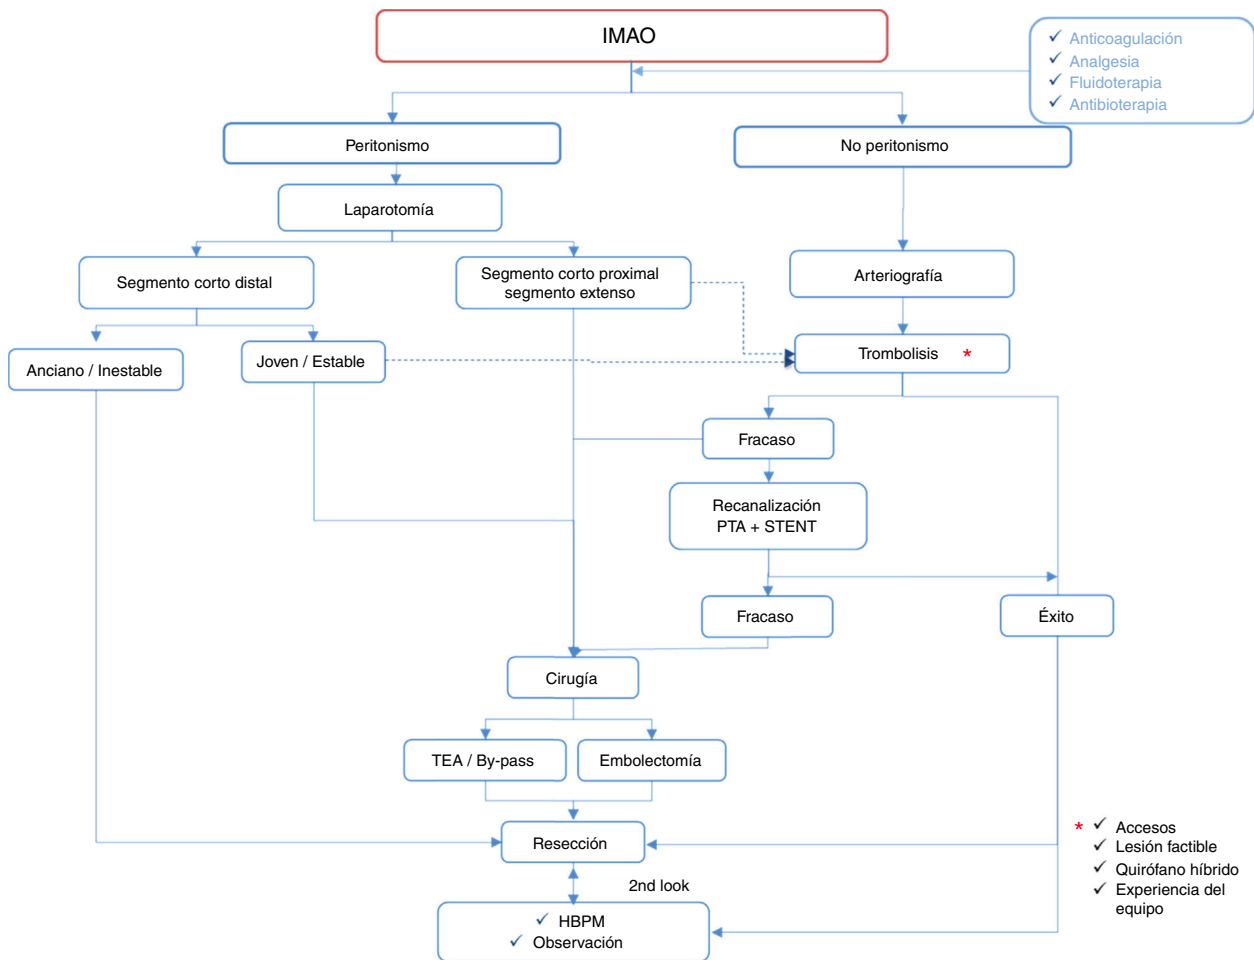 IMAO
✓ Anticoagulación
✓ Analgesia
✓ Fluidoterapia
✓ Antibioterapia
Peritonismo
No peritonismo
Laparotomía
Segmento corto distal
Segmento corto proximal
segmento extenso
Arteriografía
Anciano / Inestable
Joven / Estable
Trombolisis *
Fracaso
Recanalización
PTA + STENT
Fracaso
Éxito
Cirugía
TEA / By-pass
Embolectomía
Resección
2nd look
✓ HBPM
✓ Observación
* ✓ Accesos
✓ Lesión factible
✓ Quirófano híbrido
✓ Experiencia del
equipo